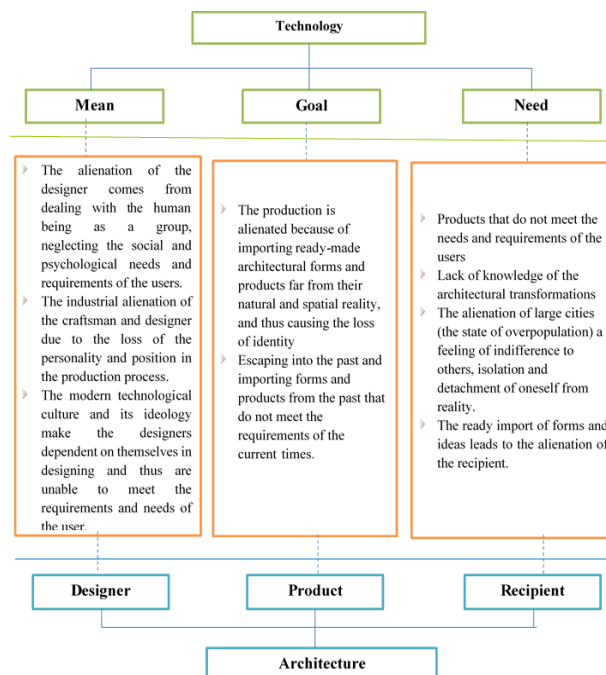 Technology
Mean
Goal
Need
The alienation of the
designer comes from
dealing with the human
being as a group,
neglecting the social and
psychological needs and
requirements of the users.
The industrial alienation of
the craftsman and designer
due to the loss of the
personality and position in
the production process.
The modern technological
culture and its ideology
make the designers
dependent on themselves in
designing and thus are
unable to meet the
requirements and needs of
the user.
The production is
alienated because of
importing ready-made
architectural forms and
products far from their
natural and spatial reality,
and thus causing the loss
of identity
Escaping into the past and
importing forms and
products from the past that
do not meet the
requirements of the
current times.
Products that do not meet the
needs and requirements of the
users
Lack of knowledge of the
architectural transformations
The alienation of large cities
(the state of overpopulation) a
feeling of indifference to
others, isolation and
detachment of oneself from
reality.
The ready import of forms and
ideas leads to the alienation of
the recipient.
Designer
Product
Recipient
Architecture